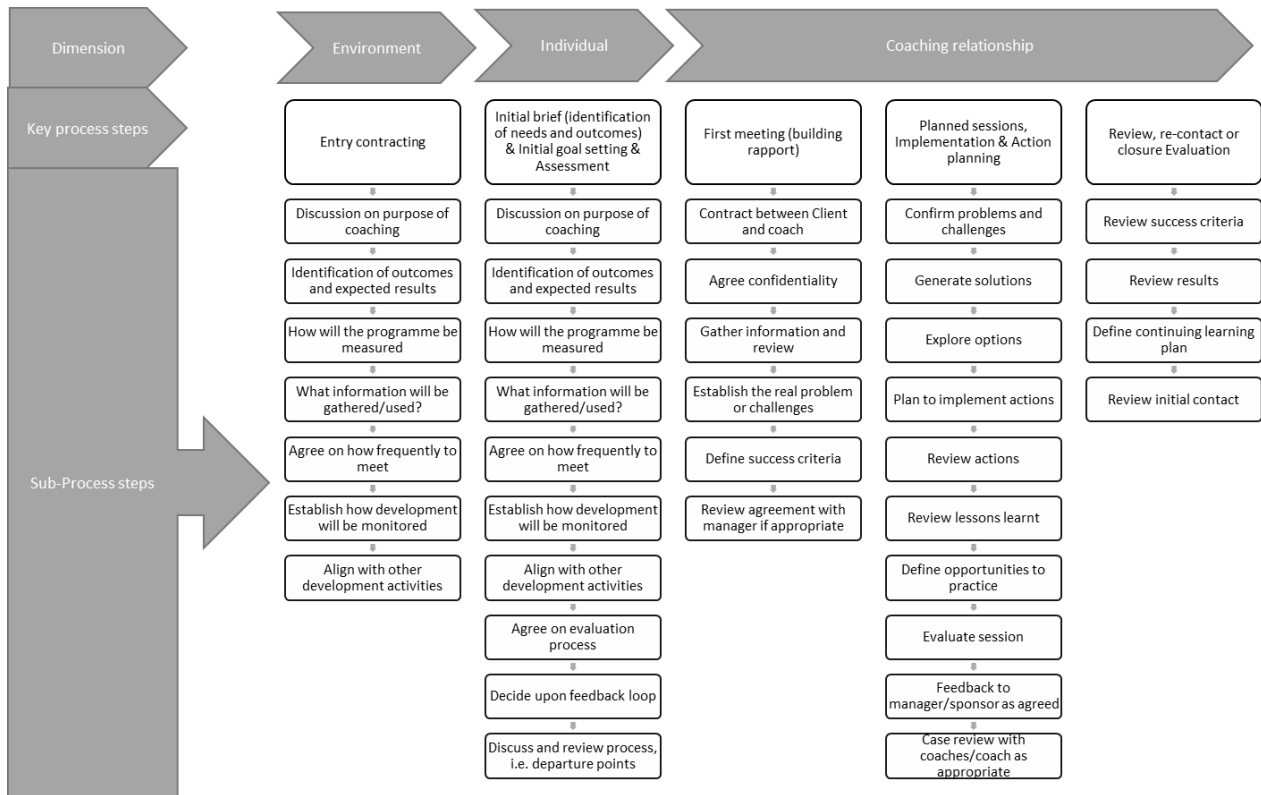 Dimension
Environment
Individual
Coaching relationship
Key process steps
Entry contracting
Initial brief (identification
of needs and outcomes)
& Initial goal setting &
Assessment
First meeting (building
rapport)
Planned sessions,
Implementation & Action
planning
Review, re-contact or
closure Evaluation
Sub-Process steps
Discussion on purpose of
coaching
Identification of outcomes
and expected results
How will the programme be
measured
What information will be
gathered/used?
Agree on how frequently to
meet
Establish how development
will be monitored
Align with other
development activities
Discussion on purpose of
coaching
Identification of outcomes
and expected results
How will the programme be
measured
What information will be
gathered/used?
Agree on how frequently to
meet
Establish how development
will be monitored
Align with other
development activities
Agree on evaluation
process
Decide upon feedback loop
Discuss and review process,
i.e. departure points
Contract between Client
and coach
Agree confidentiality
Gather information and
review
Establish the real problem
or challenges
Define success criteria
Review agreement with
manager if appropriate
Confirm problems and
challenges
Generate solutions
Explore options
Plan to implement actions
Review actions
Review lessons learnt
Define opportunities to
practice
Evaluate session
Feedback to
manager/sponsor as agreed
Case review with
coaches/coach as
appropriate
Review success criteria
Review results
Define continuing learning
plan
Review initial contact